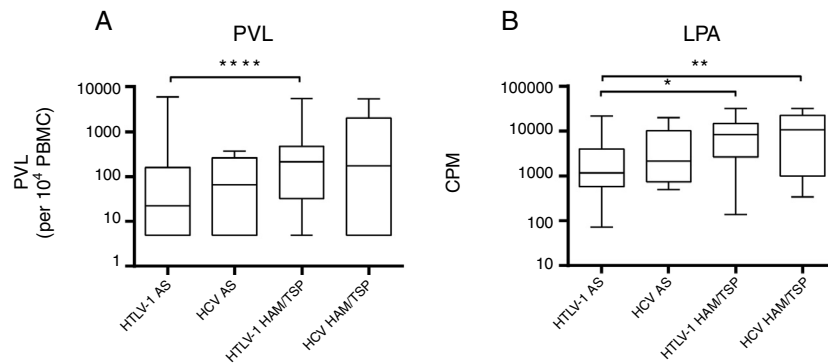 A
PVL
****
10000
1000
100
10
1
PVL
(per 10⁴ PBMC)
HTLV-1 AS
HCV AS
HTLV-1 HAM/TSP
HCV HAM/TSP
B
LPA
**
*
100000
10000
1000
100
10
CPM
HTLV-1 AS
HCV AS
HTLV-1 HAM/TSP
HCV HAM/TSP